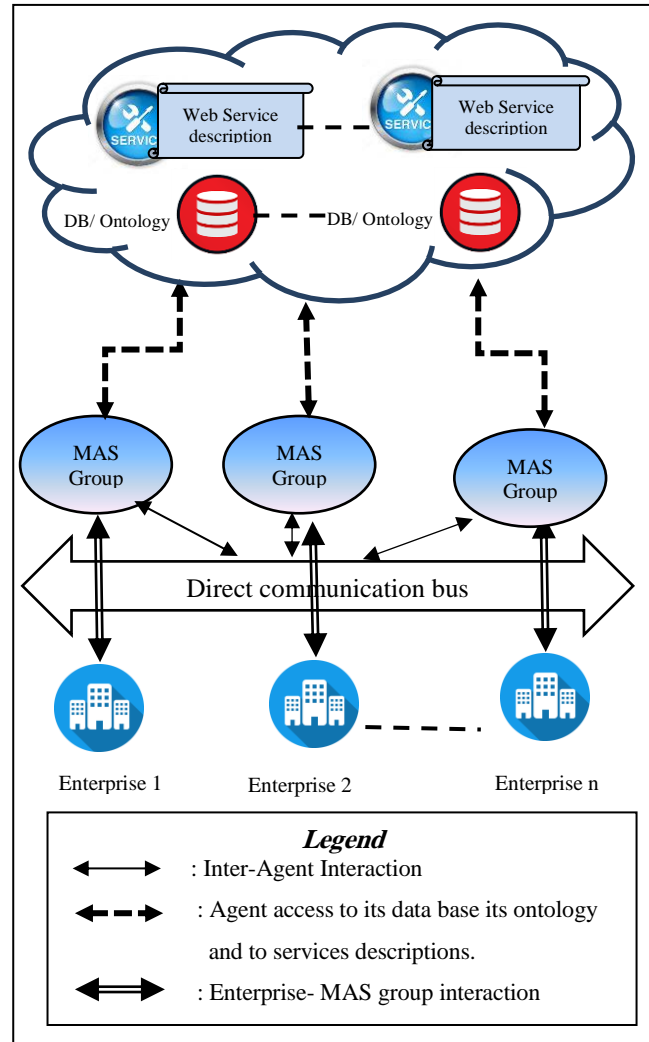 Web Service
description
SERVIC
Web Service
description
SERVIC
DB/ Ontology
DB/ Ontology
MAS
Group
MAS
Group
MAS
Group
Direct communication bus
Enterprise 1
Enterprise 2
Enterprise n
Legend
: Inter-Agent Interaction
: Agent access to its data base its ontology
and to services descriptions.
: Enterprise- MAS group interaction